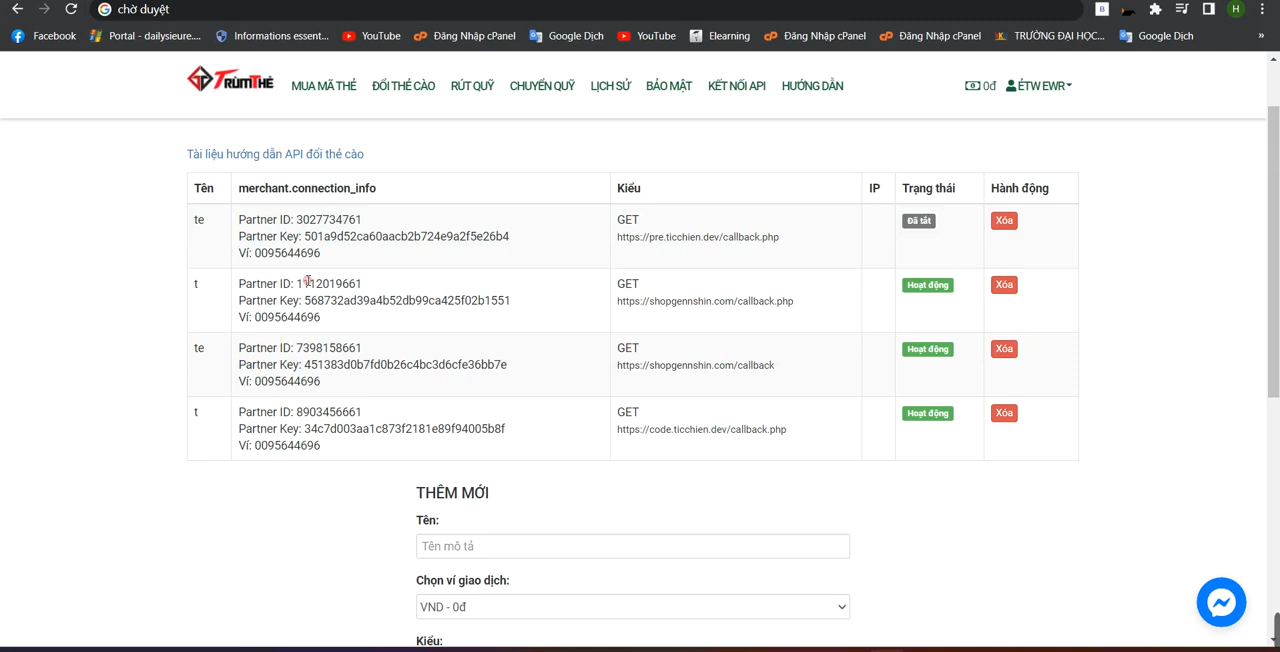 chờ duyệt
Facebook Portal - dailysieure.... Informations essent... YouTube Đăng Nhập cPanel Google Dịch YouTube Elearning Đăng Nhập cPanel Đăng Nhập cPanel TRƯỜNG ĐẠI HỌC... Google Dịch »
TRÙMTHẺ MUA MÃ THẺ ĐỔI THẺ CÀO RÚT QUỸ CHUYỂN QUỸ LỊCH SỬ BẢO MẬT KẾT NỐI API HƯỚNG DẪN 0đ ÉTW EWR
Tài liệu hướng dẫn API đổi thẻ cào
Tên merchant.connection_info Kiểu IP Trạng thái Hành động
te Partner ID: 3027734761 GET Đã tắt Xóa
Partner Key: 501a9d52ca60aacb2b724e9a2f5e26b4 https://pre.ticchien.dev/callback.php
Ví: 0095644696
t Partner ID: 12019661 GET Hoạt động Xóa
Partner Key: 568732ad39a4b52db99ca425f02b1551 https://shopgennshin.com/callback.php
Ví: 0095644696
te Partner ID: 7398158661 GET Hoạt động Xóa
Partner Key: 451383d0b7fd0b26c4bc3d6cfe36bb7e https://shopgennshin.com/callback
Ví: 0095644696
t Partner ID: 8903456661 GET Hoạt động Xóa
Partner Key: 34c7d003aa1c873f2181e89f94005b8f https://code.ticchien.dev/callback.php
Ví: 0095644696
THÊM MỚI
Tên:
Tên mô tả
Chọn ví giao dịch:
VND - 0đ
Kiểu: